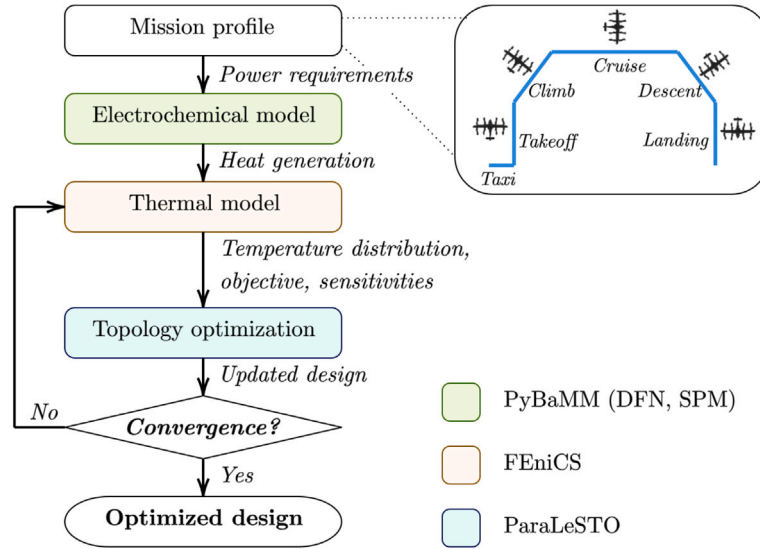 Mission profile
Power requirements
Electrochemical model
Heat generation
Thermal model
Temperature distribution,
objective, sensitivities
Topology optimization
Updated design
Convergence?
No
Yes
Optimized design
Cruise
Climb
Descent
Takeoff
Landing
Taxi
PyBaMM (DFN, SPM)
FEniCS
ParaLeSTO